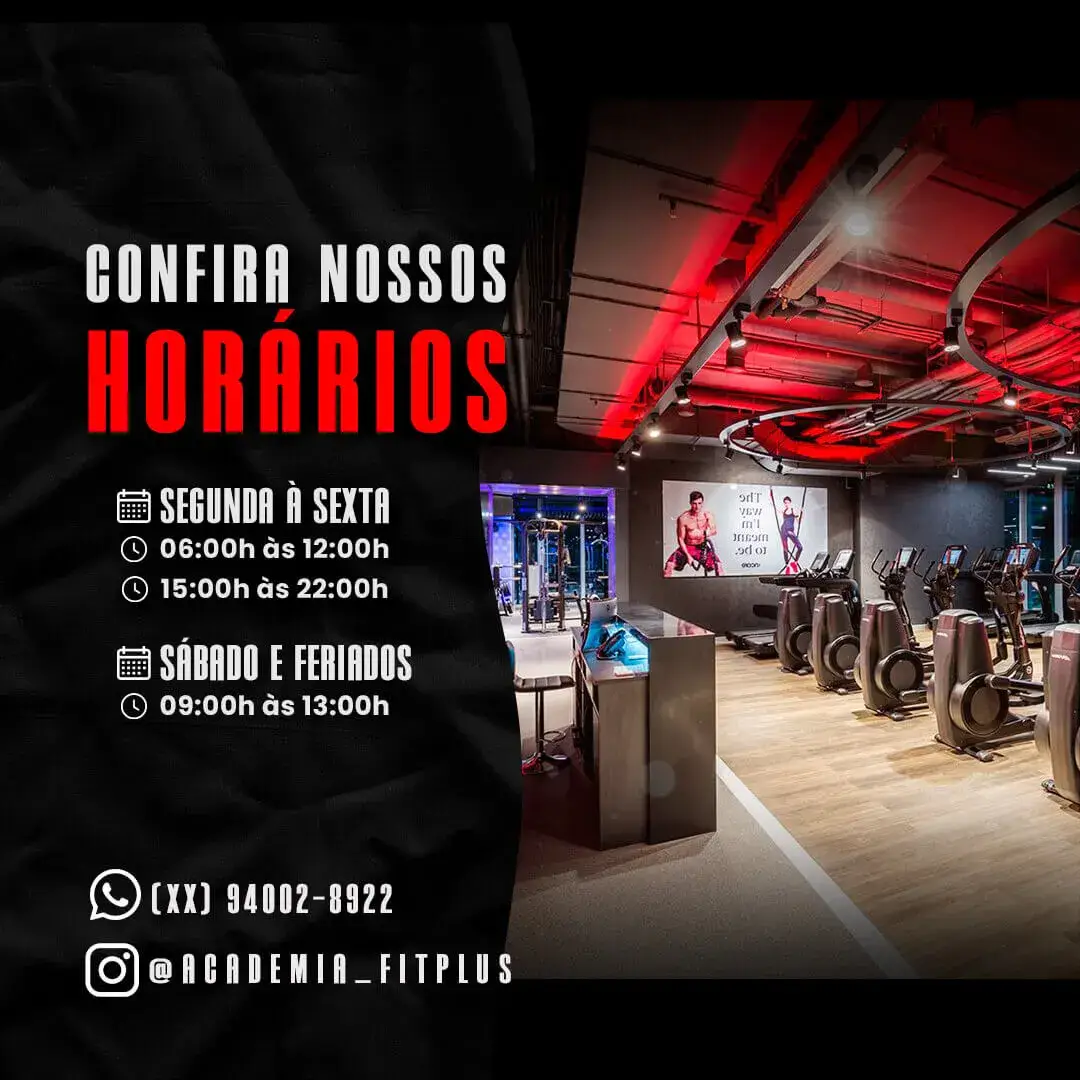 CONFIRA NOSSOS
HORÁRIOS
SEGUNDA À SEXTA
06:00h às 12:00h
15:00h às 22:00h
SÁBADO E FERIADOS
09:00h às 13:00h
(XX) 94002-8922
@ACADEMIA_FITPLUS
The
way
I'm
meant
to be.